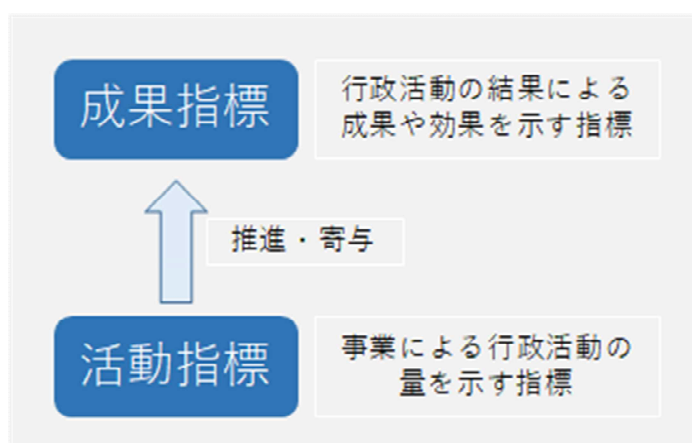 成果指標
行政活動の結果による
成果や効果を示す指標
推進・寄与
活動指標
事業による行政活動の
量を示す指標